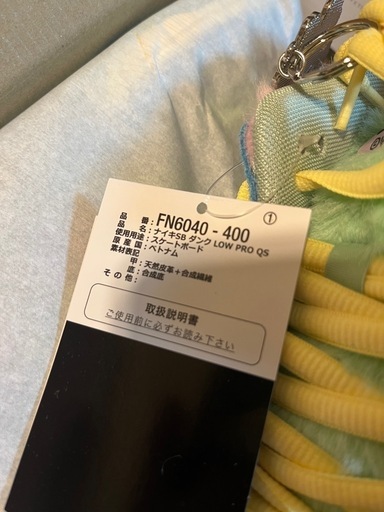 ①
品番：FN6040-400
品名：ナイキSB ダンク LOW PRO QS
使用用途：スケートボード
原産国：ベトナム
素材表記
甲：天然皮革＋合成繊維
底：合成底
その他：
取扱説明書
ご使用前に必ずお読み下さい